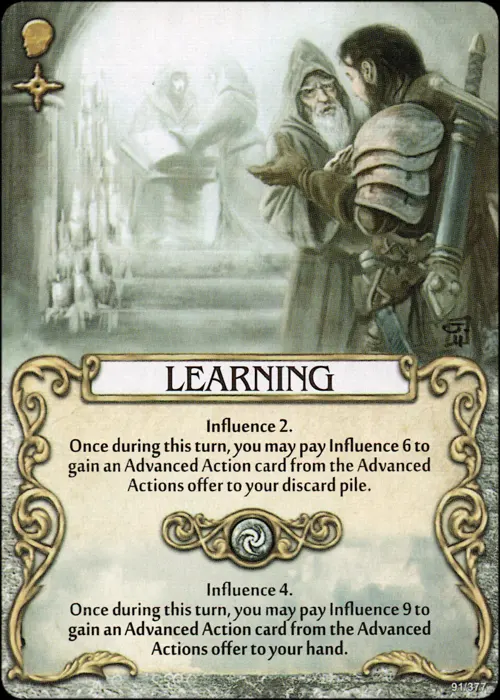 LEARNING
Influence 2.
Once during this turn, you may pay Influence 6 to
gain an Advanced Action card from the Advanced
Actions offer to your discard pile.
Influence 4.
Once during this turn, you may pay Influence 9 to
gain an Advanced Action card from the Advanced
Actions offer to your hand.
91/377